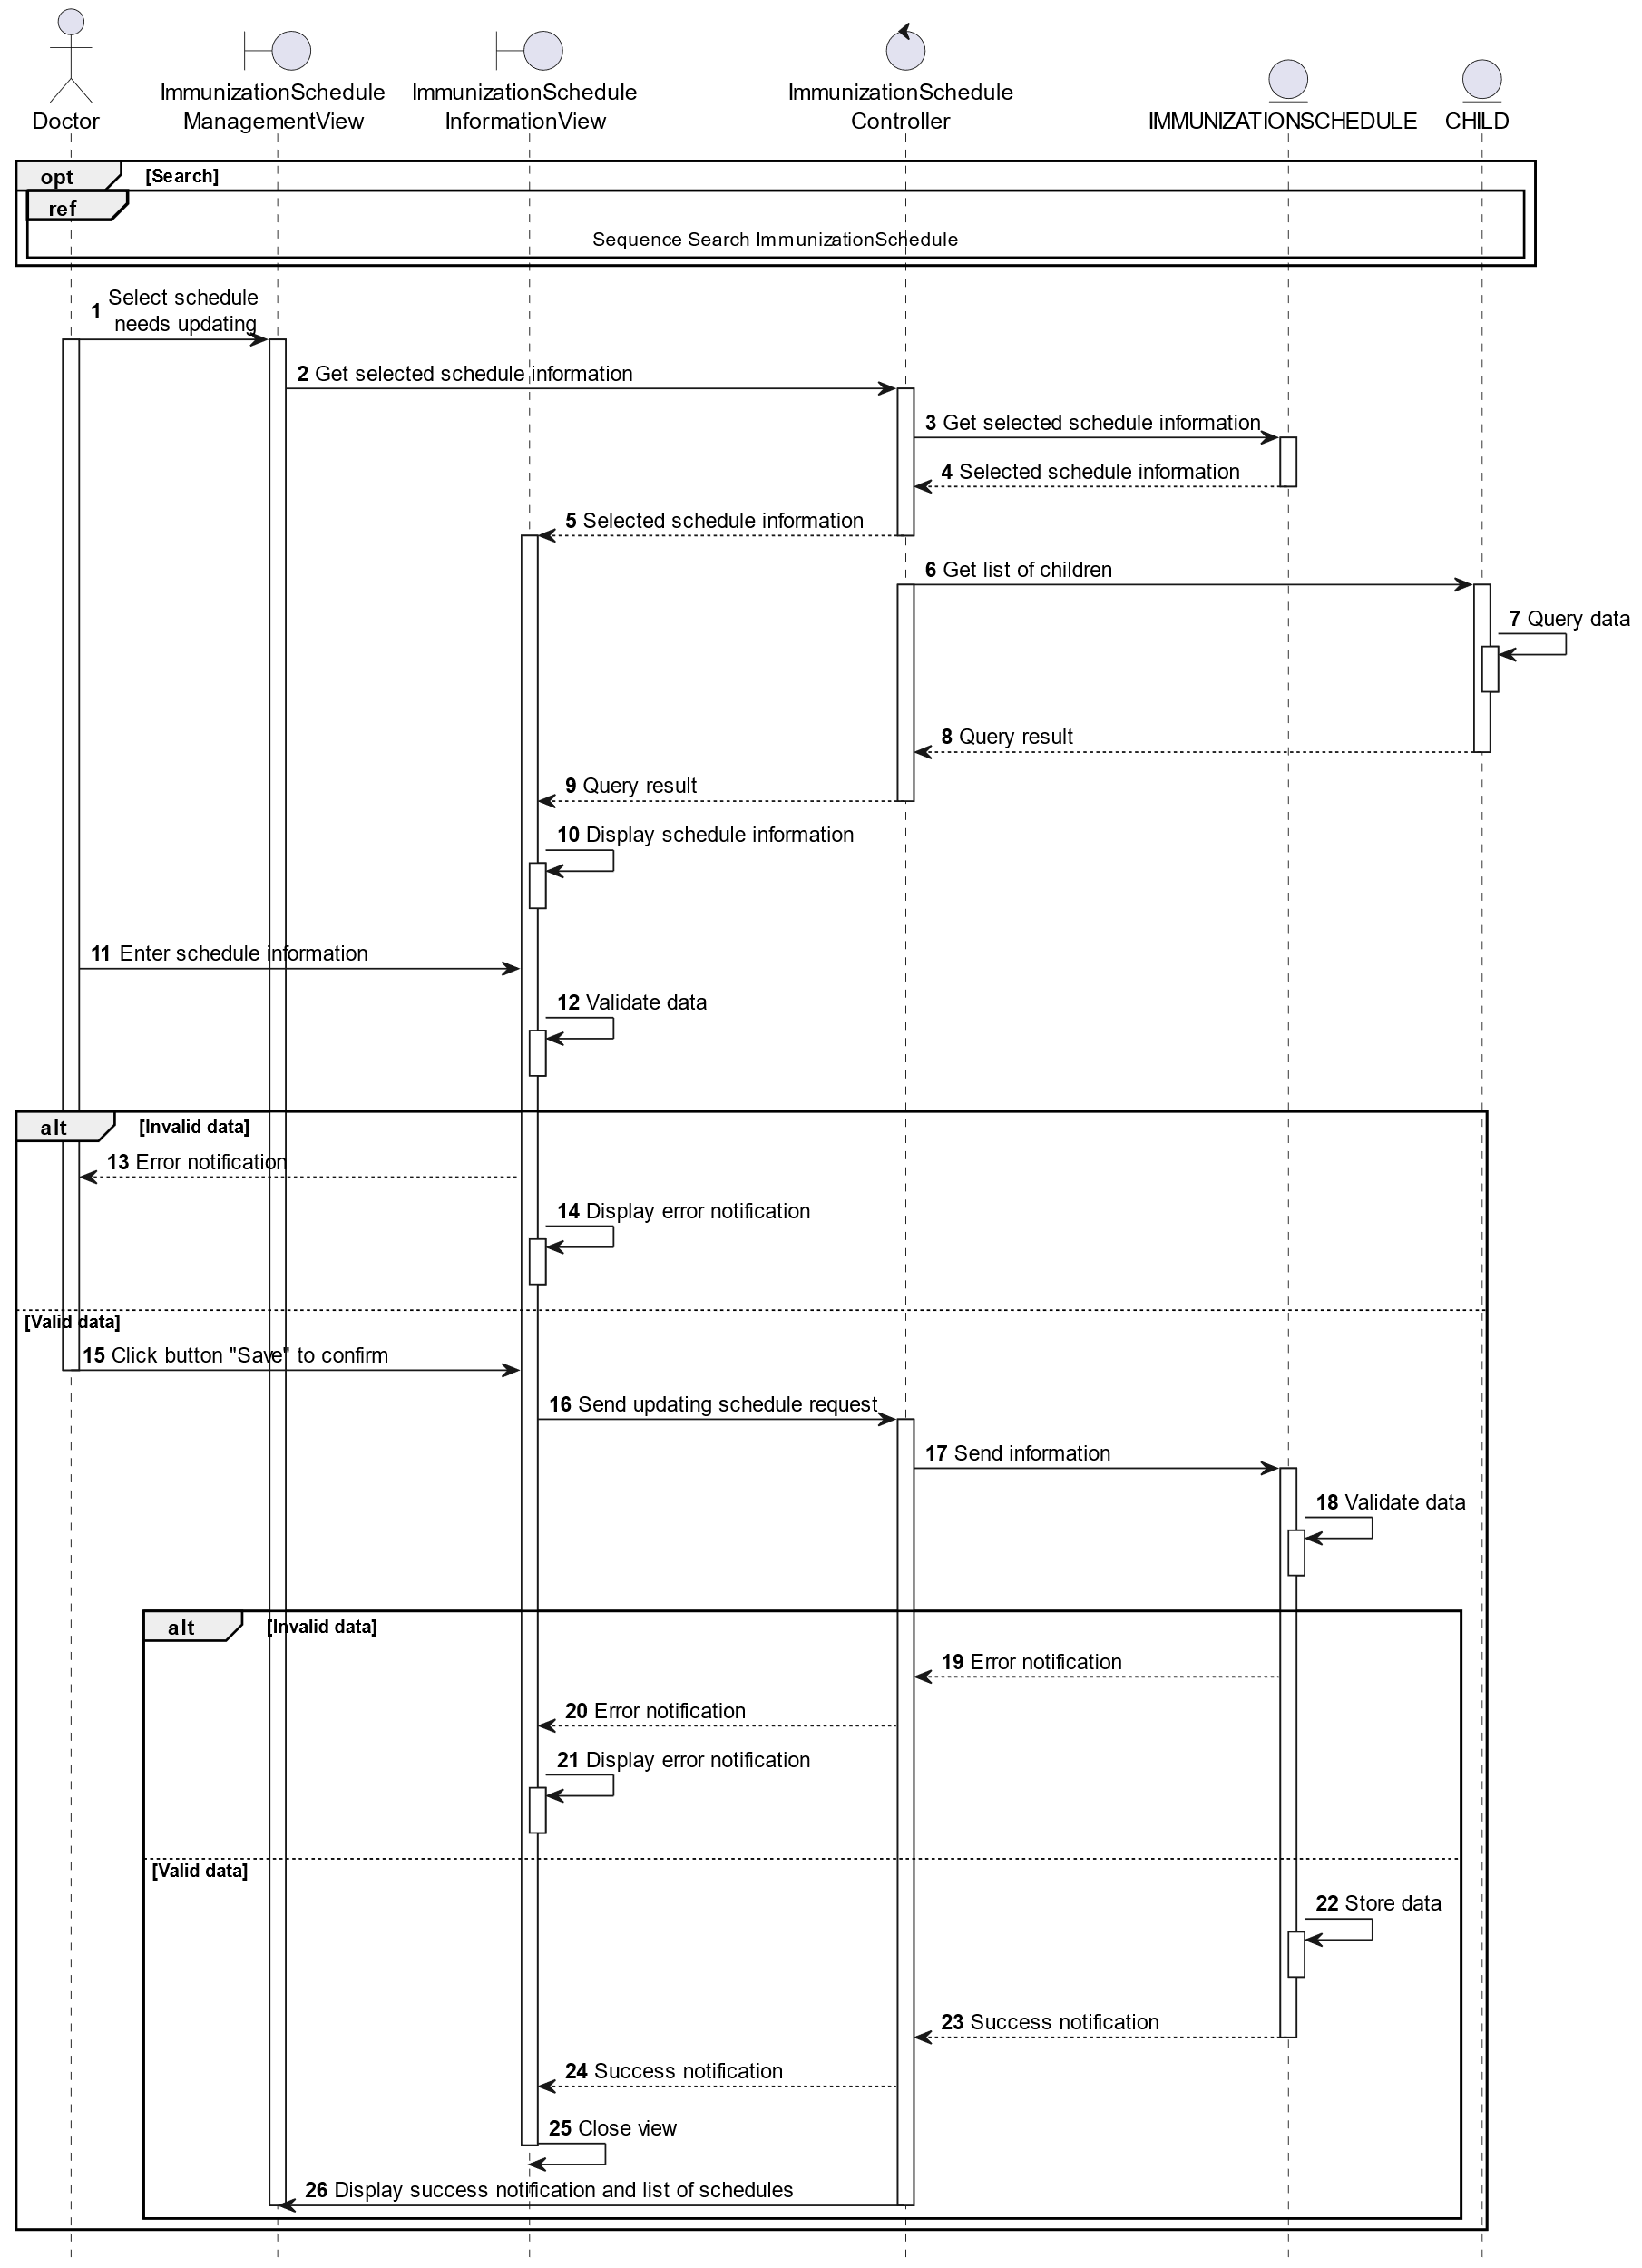 Doctor
ImmunizationSchedule
ManagementView
ImmunizationSchedule
InformationView
ImmunizationSchedule
Controller
IMMUNIZATIONSCHEDULE
CHILD
opt [Search]
ref
Sequence Search ImmunizationSchedule
1 Select schedule
needs updating
2 Get selected schedule information
3 Get selected schedule information
4 Selected schedule information
5 Selected schedule information
6 Get list of children
7 Query data
8 Query result
9 Query result
10 Display schedule information
11 Enter schedule information
12 Validate data
alt [Invalid data]
13 Error notification
14 Display error notification
[Valid data]
15 Click button "Save" to confirm
16 Send updating schedule request
17 Send information
18 Validate data
alt [Invalid data]
19 Error notification
20 Error notification
21 Display error notification
[Valid data]
22 Store data
23 Success notification
24 Success notification
25 Close view
26 Display success notification and list of schedules